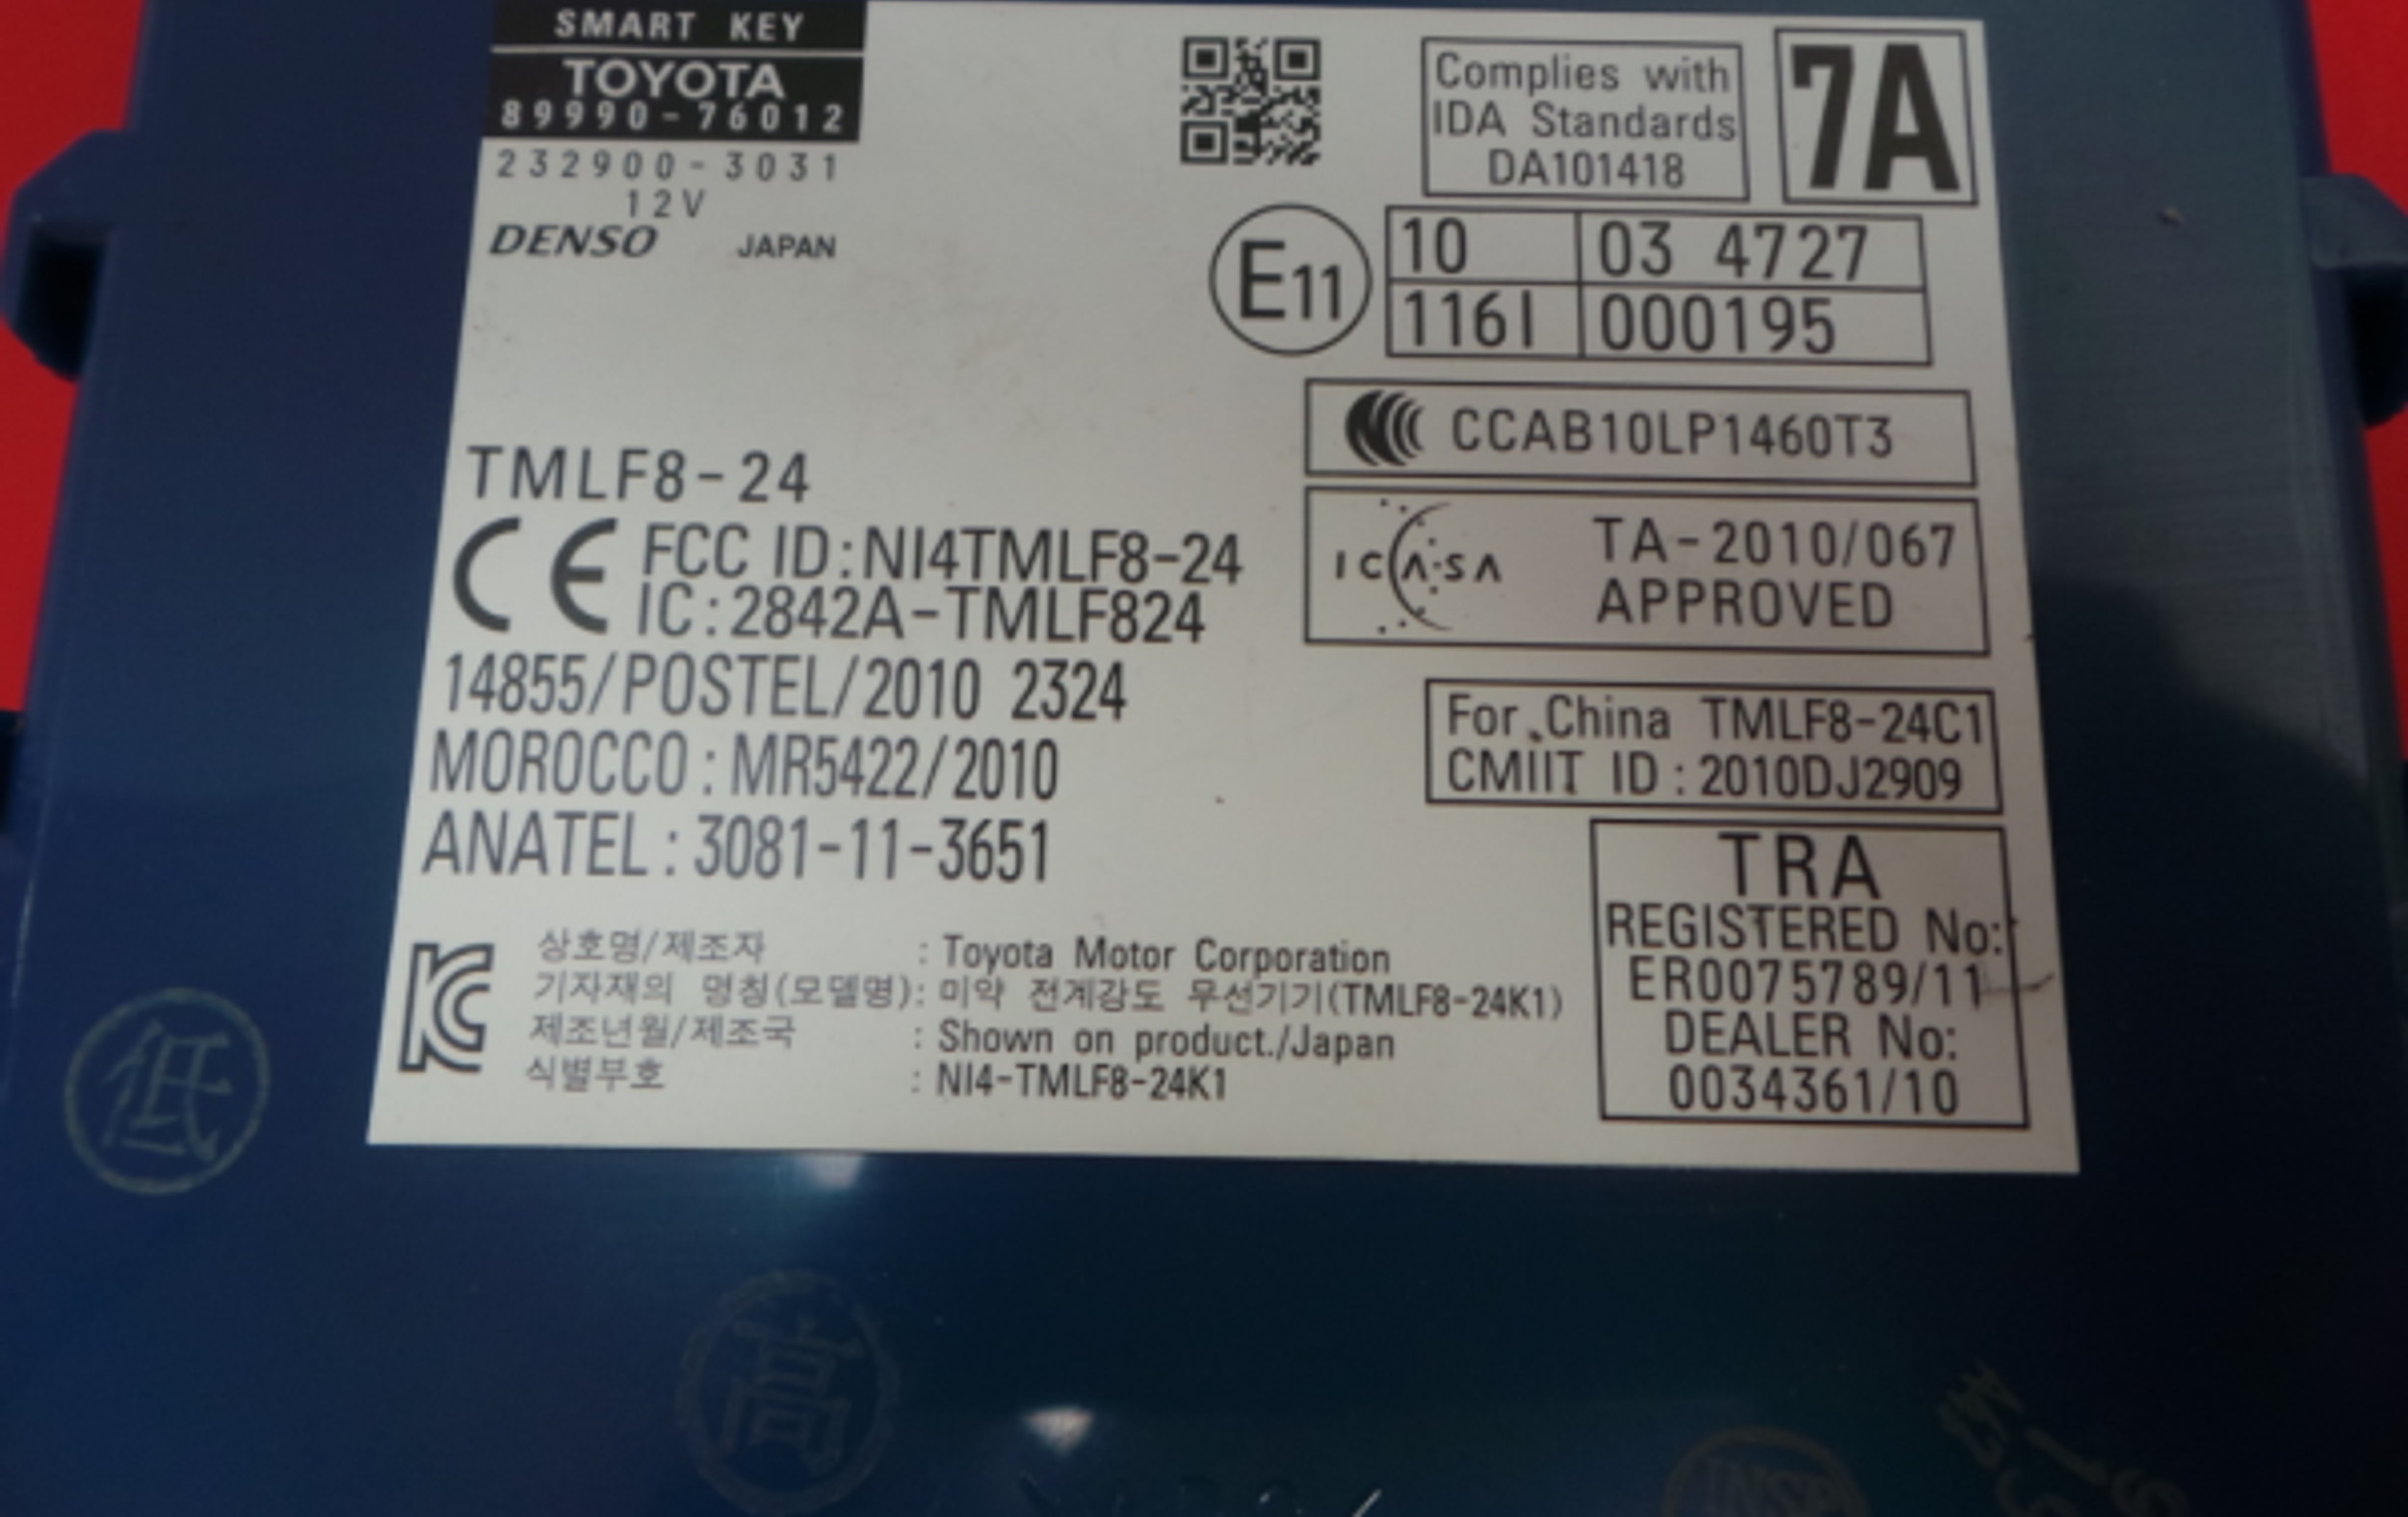 SMART KEY
TOYOTA
89990-76012
232900-3031
12V
DENSO JAPAN
Complies with
IDA Standards
DA101418
7A
E11
10 03 4727
116I 000195
CCAB10LP1460T3
ICASA TA-2010/067
APPROVED
TMLF8-24
CE FCC ID:NI4TMLF8-24
IC:2842A-TMLF824
14855/POSTEL/2010 2324
MOROCCO:MR5422/2010
ANATEL:3081-11-3651
For China TMLF8-24C1
CMIIT ID:2010DJ2909
TRA
REGISTERED No:
ER0075789/11
DEALER No:
0034361/10
상호명/제조자 : Toyota Motor Corporation
기자재의 명칭(모델명): 미약 전계강도 무선기기(TMLF8-24K1)
제조년월/제조국 : Shown on product./Japan
식별부호 : NI4-TMLF8-24K1
低
高